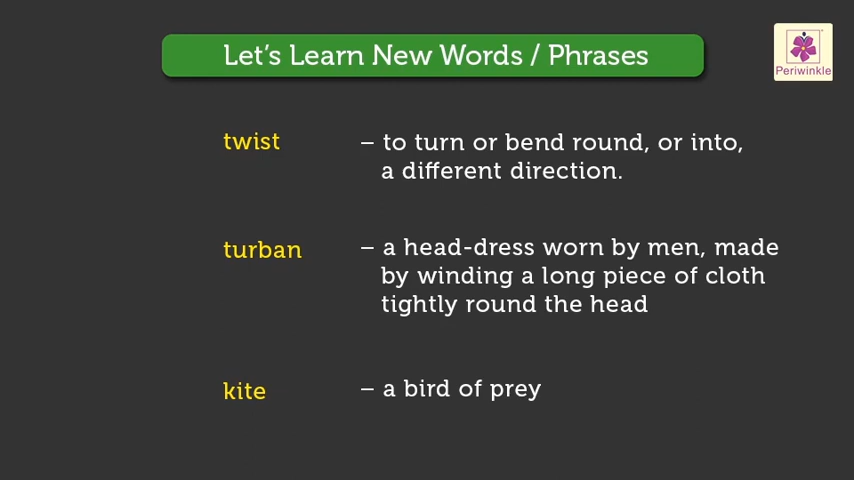 Let's Learn New Words / Phrases
Periwinkle
twist – to turn or bend round, or into,
a different direction.
turban – a head-dress worn by men, made
by winding a long piece of cloth
tightly round the head
kite – a bird of prey